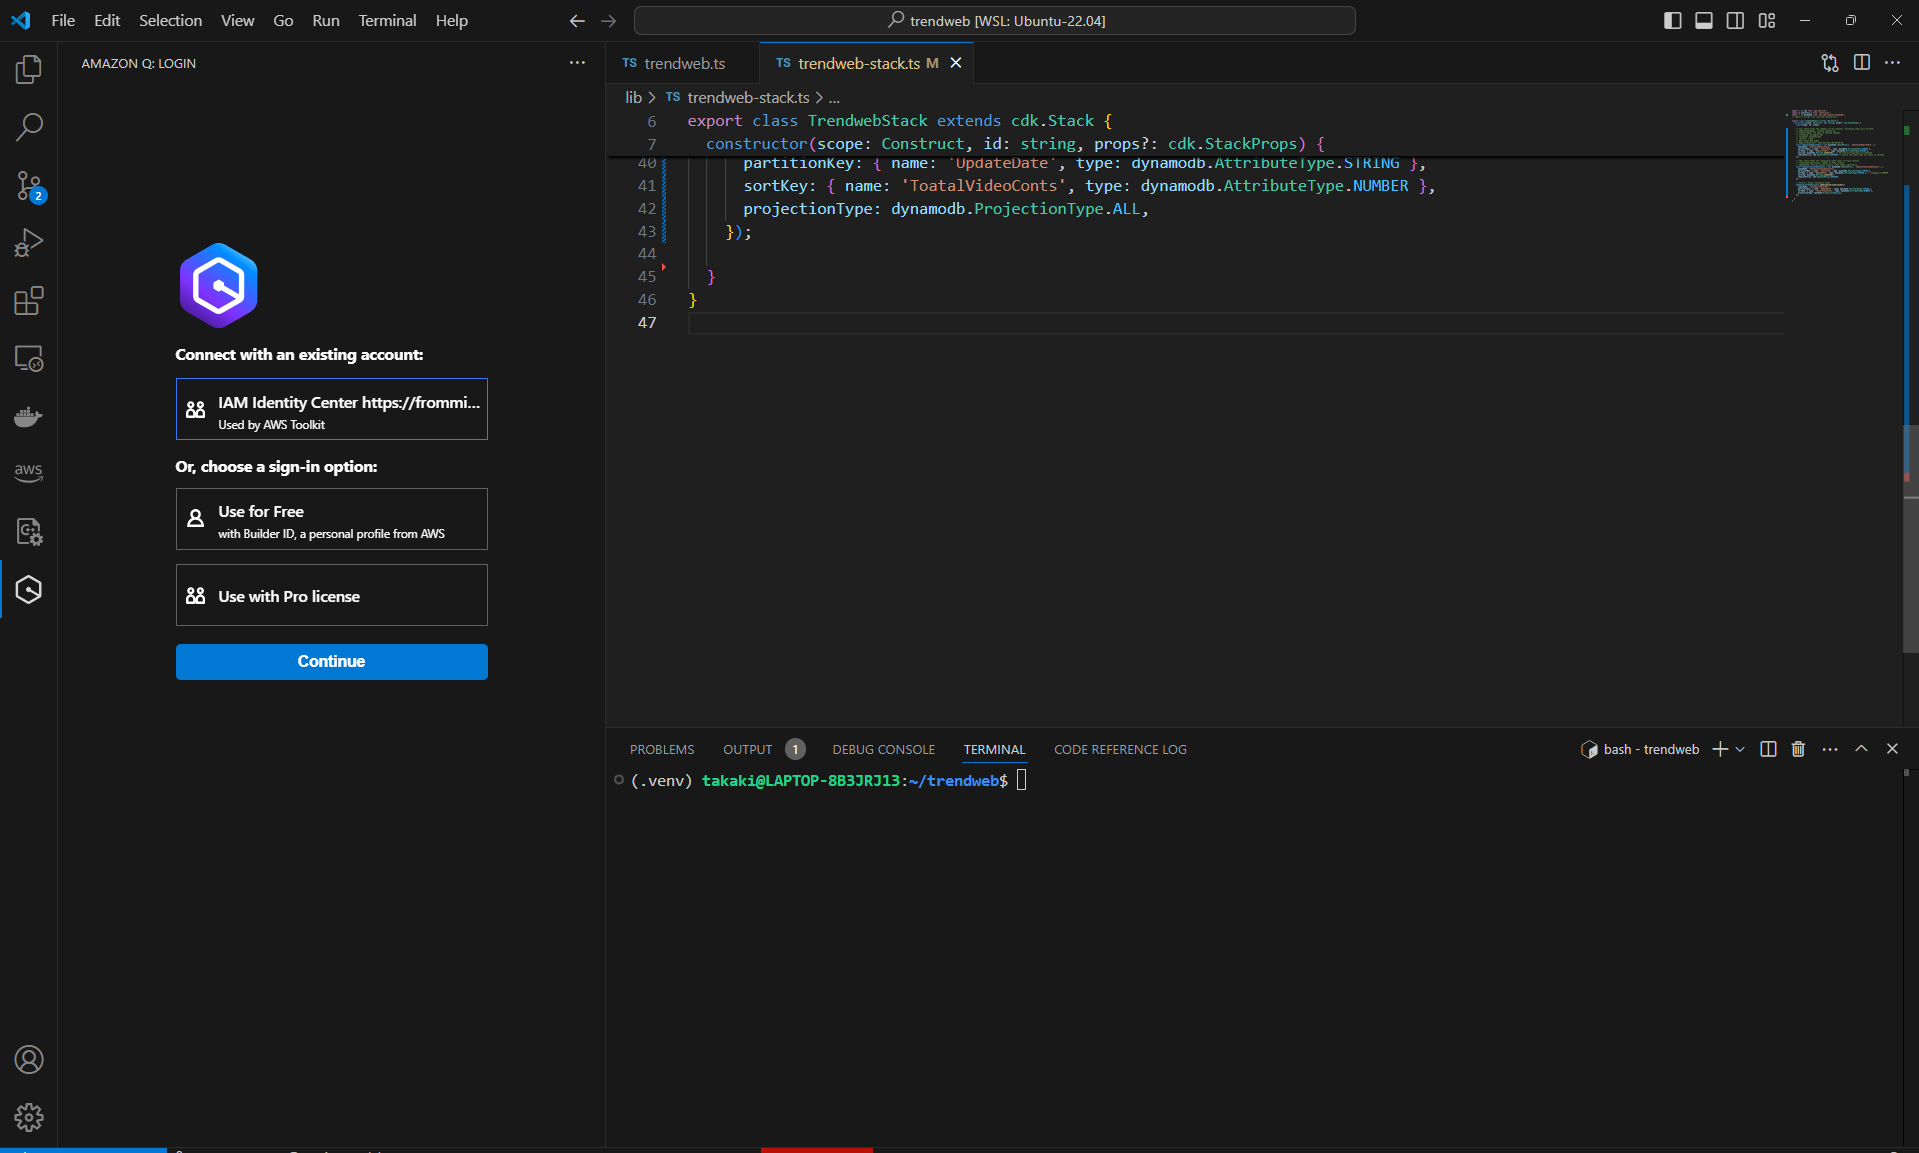 File Edit Selection View Go Run Terminal Help
trendweb [WSL: Ubuntu-22.04]
AMAZON Q: LOGIN
Connect with an existing account:
IAM Identity Center https://frommi...
Used by AWS Toolkit
Or, choose a sign-in option:
Use for Free
with Builder ID, a personal profile from AWS
Use with Pro license
Continue
2
aws
TS trendweb.ts
TS trendweb-stack.ts M
lib > TS trendweb-stack.ts > ...
6 export class TrendwebStack extends cdk.Stack {
7 constructor(scope: Construct, id: string, props?: cdk.StackProps) {
40 partitionKey: { name: 'UpdateDate', type: dynamodb.AttributeType.STRING },
41 sortKey: { name: 'ToatalVideoConts', type: dynamodb.AttributeType.NUMBER },
42 projectionType: dynamodb.ProjectionType.ALL,
43 });
44
45 }
46 }
47
PROBLEMS OUTPUT 1 DEBUG CONSOLE TERMINAL CODE REFERENCE LOG
bash - trendweb
(.venv) takaki@LAPTOP-8B3JRJ13:~/trendweb$